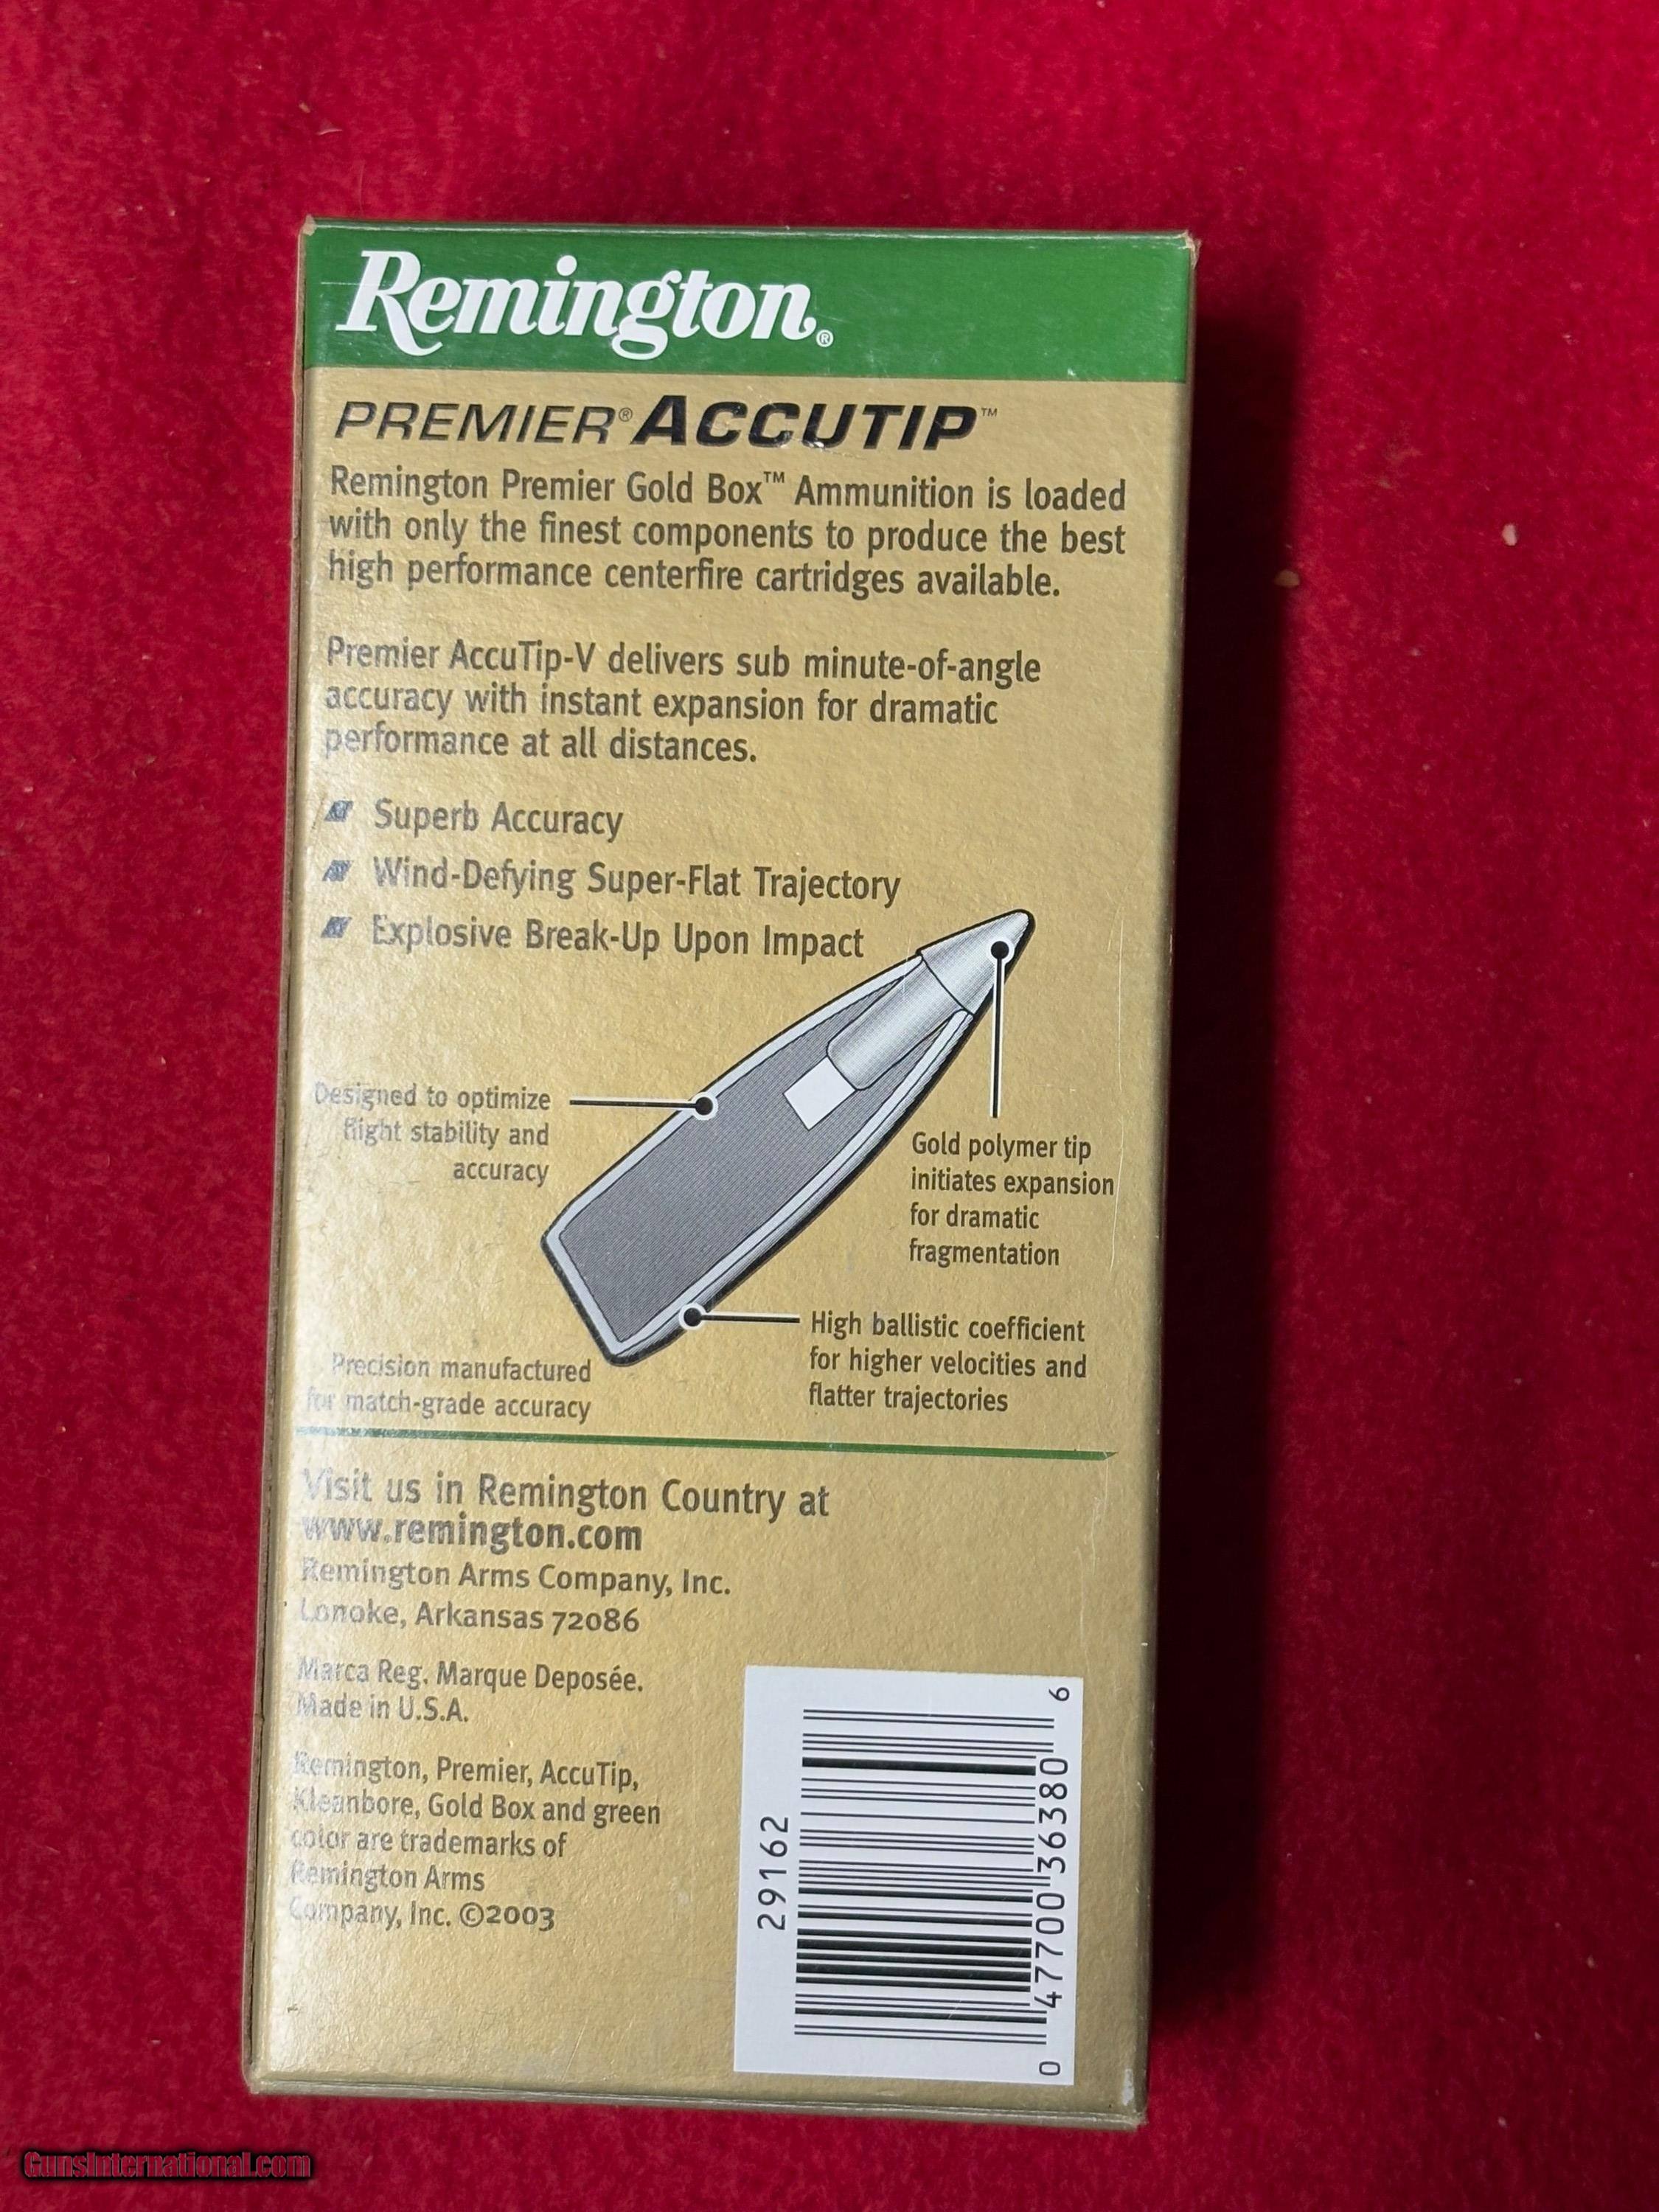 Remington®
PREMIER® ACCUTIP™
Remington Premier Gold Box™ Ammunition is loaded
with only the finest components to produce the best
high performance centerfire cartridges available.
Premier AccuTip-V delivers sub minute-of-angle
accuracy with instant expansion for dramatic
performance at all distances.
Superb Accuracy
Wind-Defying Super-Flat Trajectory
Explosive Break-Up Upon Impact
Designed to optimize
flight stability and
accuracy
Gold polymer tip
initiates expansion
for dramatic
fragmentation
High ballistic coefficient
for higher velocities and
flatter trajectories
Precision manufactured
for match-grade accuracy
Visit us in Remington Country at
www.remington.com
Remington Arms Company, Inc.
Lonoke, Arkansas 72086
Marca Reg. Marque Deposée.
Made in U.S.A.
Remington, Premier, AccuTip,
Kleanbore, Gold Box and green
color are trademarks of
Remington Arms
Company, Inc. ©2003
29162
0 47700 36380 6
GunsInternational.com